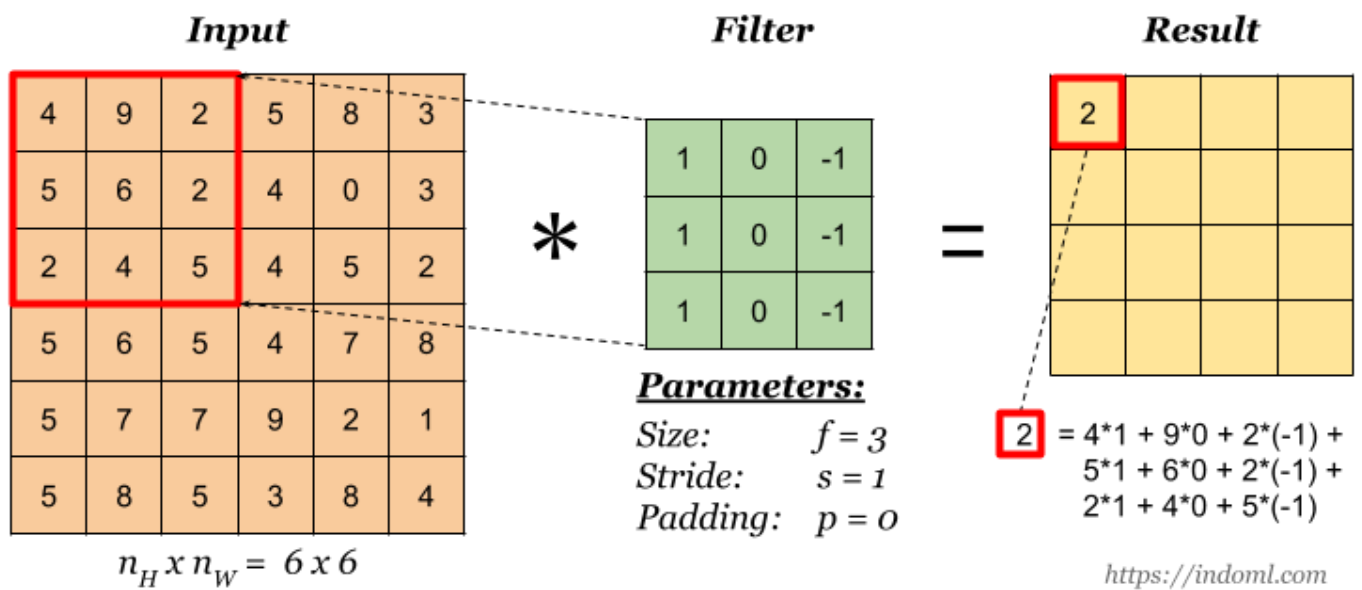 Input
Filter
Result
4 9 2 5 8 3
5 6 2 4 0 3
2 4 5 4 5 2
5 6 5 4 7 8
5 7 7 9 2 1
5 8 5 3 8 4
n_H x n_W = 6 x 6
*
1 0 -1
1 0 -1
1 0 -1
Parameters:
Size: f = 3
Stride: s = 1
Padding: p = 0
=
2
2 = 4*1 + 9*0 + 2*(-1) +
5*1 + 6*0 + 2*(-1) +
2*1 + 4*0 + 5*(-1)
https://indoml.com